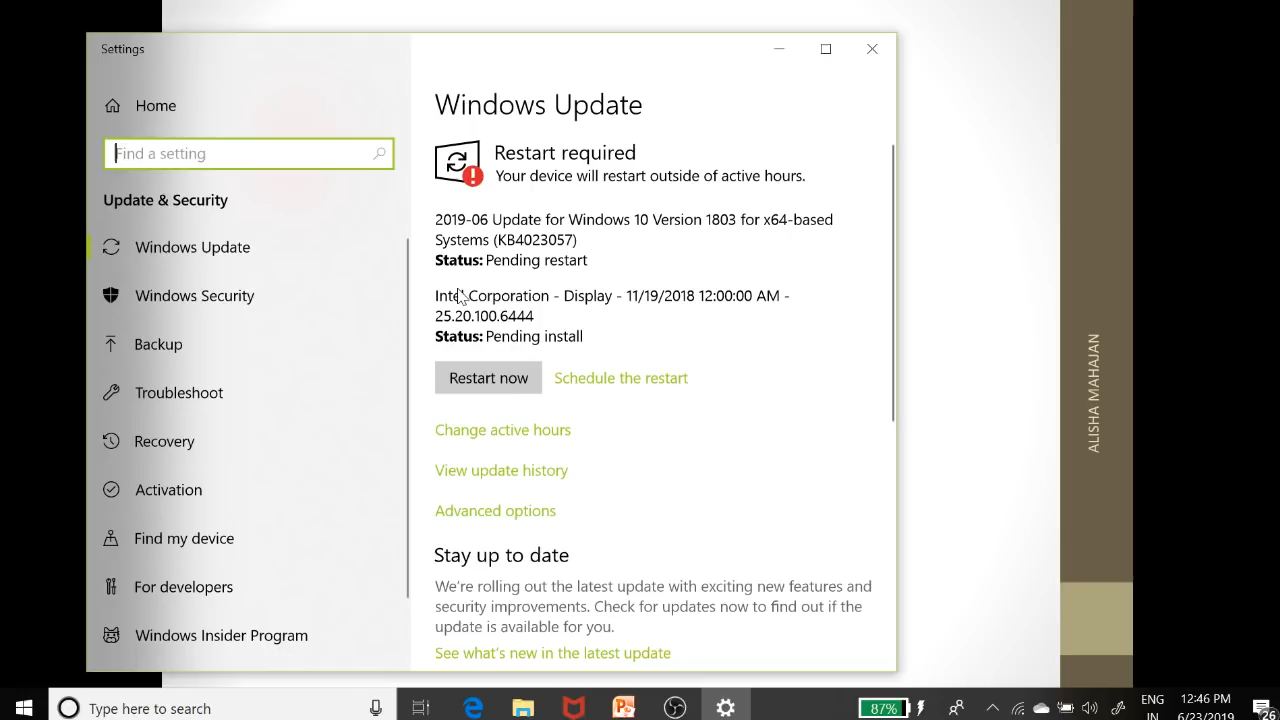 Settings
Home
Find a setting
Update & Security
Windows Update
Windows Security
Backup
Troubleshoot
Recovery
Activation
Find my device
For developers
Windows Insider Program
Windows Update
Restart required
Your device will restart outside of active hours.
2019-06 Update for Windows 10 Version 1803 for x64-based
Systems (KB4023057)
Status: Pending restart
Intel Corporation - Display - 11/19/2018 12:00:00 AM -
25.20.100.6444
Status: Pending install
Restart now Schedule the restart
Change active hours
View update history
Advanced options
Stay up to date
We're rolling out the latest update with exciting new features and
security improvements. Check for updates now to find out if the
update is available for you.
See what's new in the latest update
ALISHA MAHAJAN
Type here to search
87%
ENG
IN
12:46 PM
6/23/2019